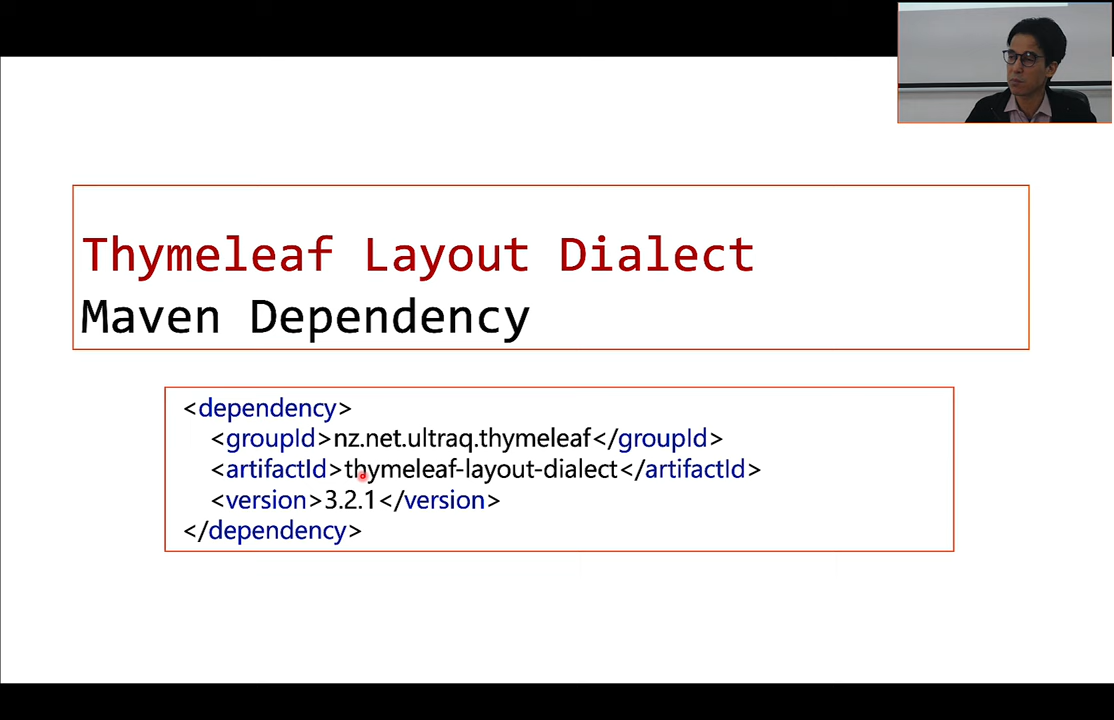 Thymeleaf Layout Dialect
Maven Dependency
<dependency>
<groupId>nz.net.ultraq.thymeleaf</groupId>
<artifactId>thymeleaf-layout-dialect</artifactId>
<version>3.2.1</version>
</dependency>